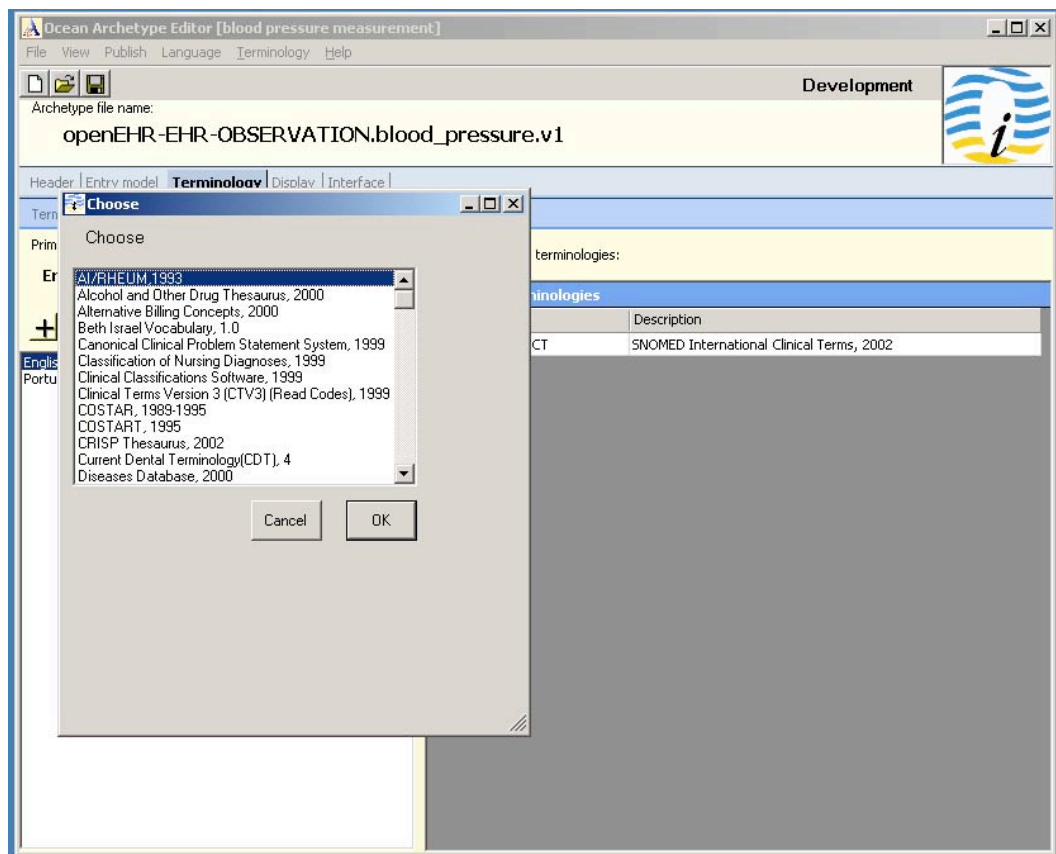 Ocean Archetype Editor [blood pressure measurement]
File View Publish Language Terminology Help
Development
Archetype file name:
openEHR-EHR-OBSERVATION.blood_pressure.v1
Header Entry model Terminology Display Interface
Choose
Choose
terminologies:
AI/RHEUM,1993
Alcohol and Other Drug Thesaurus, 2000
Alternative Billing Concepts, 2000
Beth Israel Vocabulary, 1.0
Canonical Clinical Problem Statement System, 1999
Classification of Nursing Diagnoses, 1999
Clinical Classifications Software, 1999
Clinical Terms Version 3 (CTV3) (Read Codes), 1999
COSTAR, 1989-1995
COSTART, 1995
CRISP Thesaurus, 2002
Current Dental Terminology(CDT), 4
Diseases Database, 2000
Cancel OK
Description
CT SNOMED International Clinical Terms, 2002